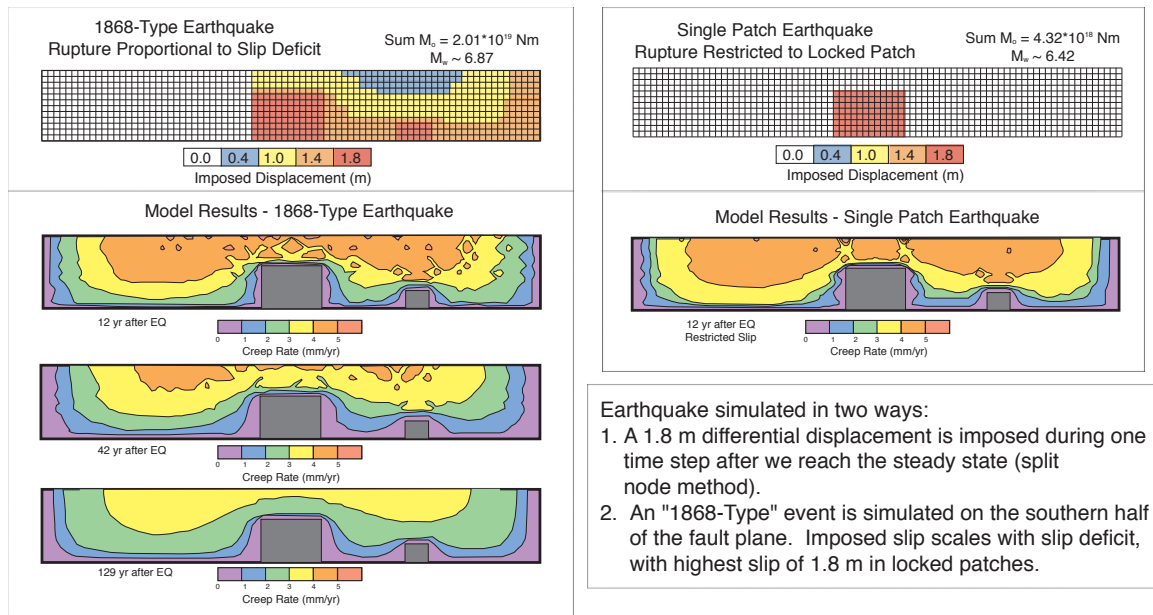 1868-Type Earthquake
Rupture Proportional to Slip Deficit
Sum Mₒ = 2.01*10¹⁹ Nm
M_w ~ 6.87
0.0 0.4 1.0 1.4 1.8
Imposed Displacement (m)
Model Results - 1868-Type Earthquake
12 yr after EQ
0 1 2 3 4 5
Creep Rate (mm/yr)
42 yr after EQ
0 1 2 3 4 5
Creep Rate (mm/yr)
129 yr after EQ
0 1 2 3 4 5
Creep Rate (mm/yr)
Single Patch Earthquake
Rupture Restricted to Locked Patch
Sum Mₒ = 4.32*10¹⁸ Nm
M_w ~ 6.42
0.0 0.4 1.0 1.4 1.8
Imposed Displacement (m)
Model Results - Single Patch Earthquake
12 yr after EQ
Restricted Slip
0 1 2 3 4 5
Creep Rate (mm/yr)
Earthquake simulated in two ways:
1. A 1.8 m differential displacement is imposed during one
time step after we reach the steady state (split
node method).
2. An "1868-Type" event is simulated on the southern half
of the fault plane. Imposed slip scales with slip deficit,
with highest slip of 1.8 m in locked patches.